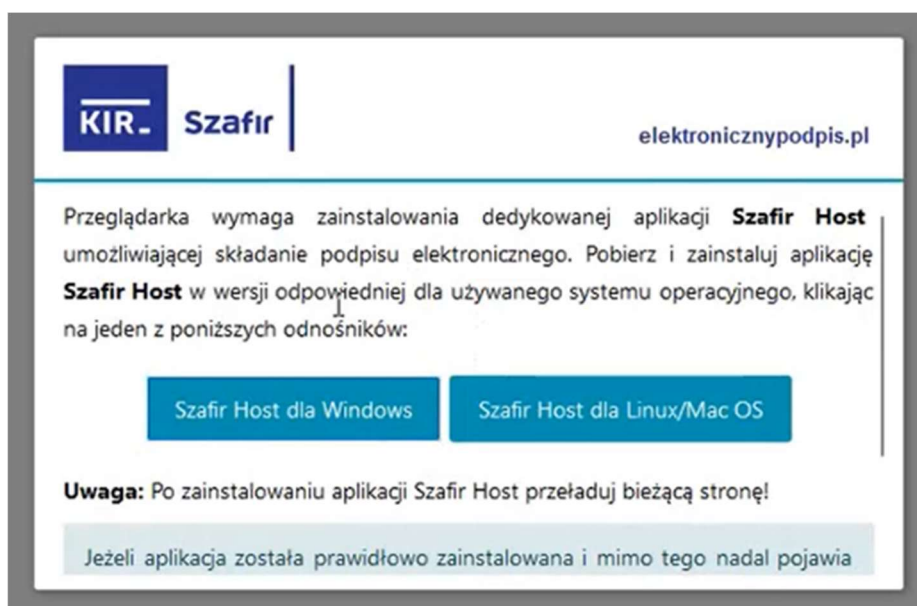 KIR Szafir
elektronicznypodpis.pl
Przeglądarka wymaga zainstalowania dedykowanej aplikacji Szafir Host
umożliwiającej składanie podpisu elektronicznego. Pobierz i zainstaluj aplikację
Szafir Host w wersji odpowiedniej dla używanego systemu operacyjnego, klikając
na jeden z poniższych odnośników:
Szafir Host dla Windows
Szafir Host dla Linux/Mac OS
Uwaga: Po zainstalowaniu aplikacji Szafir Host przeładuj bieżącą stronę!
Jeżeli aplikacja została prawidłowo zainstalowana i mimo tego nadal pojawia